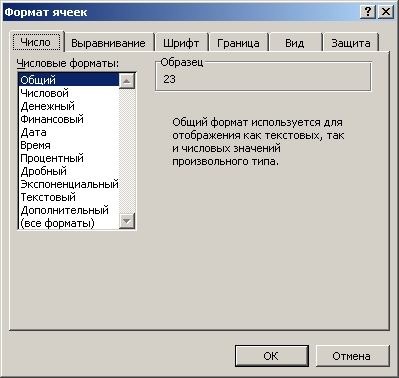 Формат ячеек
Число
Выравнивание
Шрифт
Граница
Вид
Защита
Числовые форматы:
Общий
Числовой
Денежный
Финансовый
Дата
Время
Процентный
Дробный
Экспоненциальный
Текстовый
Дополнительный
(все форматы)
Образец
23
Общий формат используется для
отображения как текстовых, так
и числовых значений
произвольного типа.
ОК
Отмена